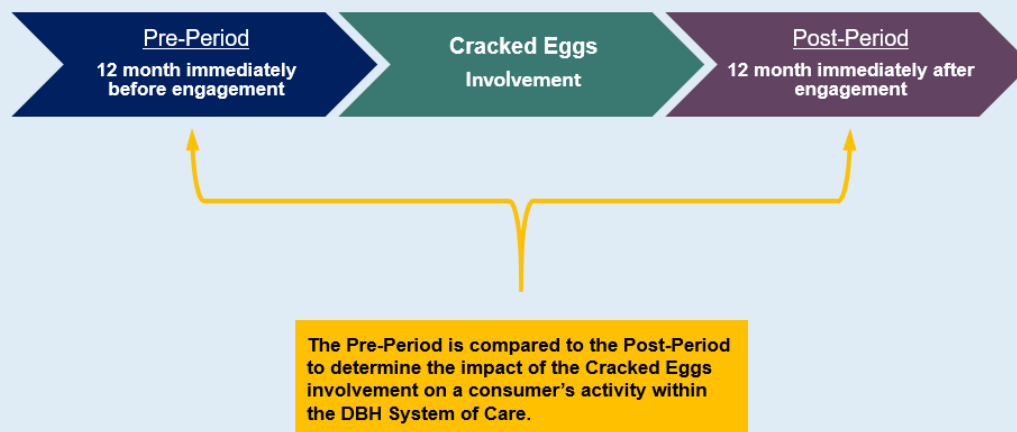 Pre-Period
12 month immediately
before engagement
Cracked Eggs
Involvement
Post-Period
12 month immediately after
engagement
The Pre-Period is compared to the Post-Period
to determine the impact of the Cracked Eggs
involvement on a consumer's activity within
the DBH System of Care.